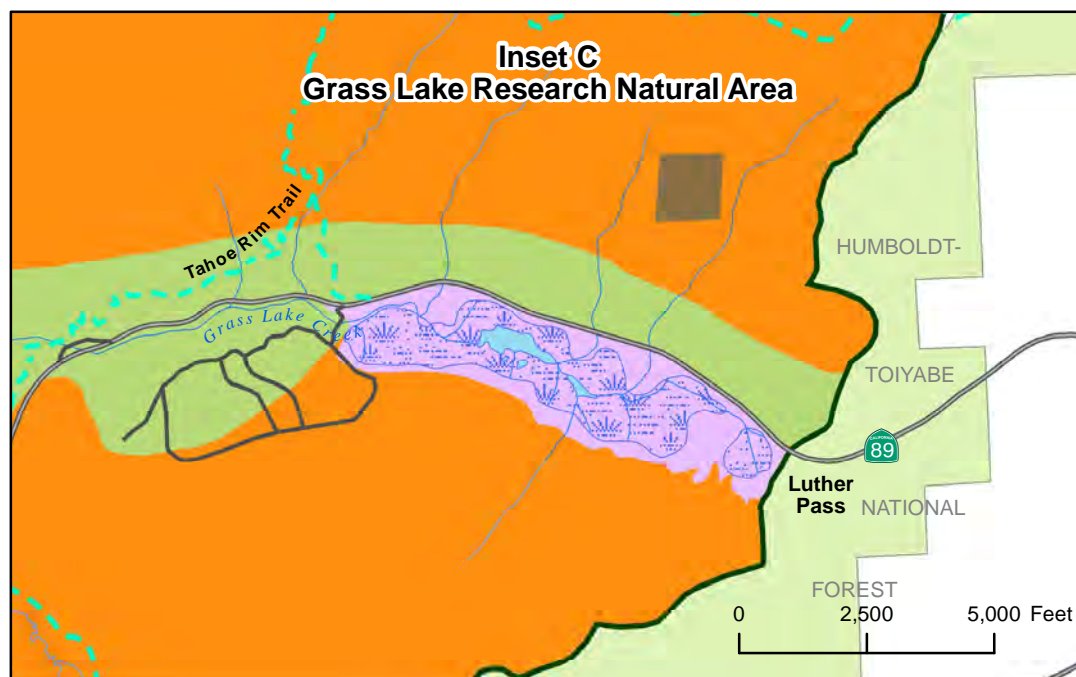 Inset C
Grass Lake Research Natural Area
Tahoe Rim Trail
HUMBOLDT-
Grass Lake Creek
TOIYABE
CALIFORNIA
89
Luther
Pass
NATIONAL
FOREST
0 2,500 5,000 Feet